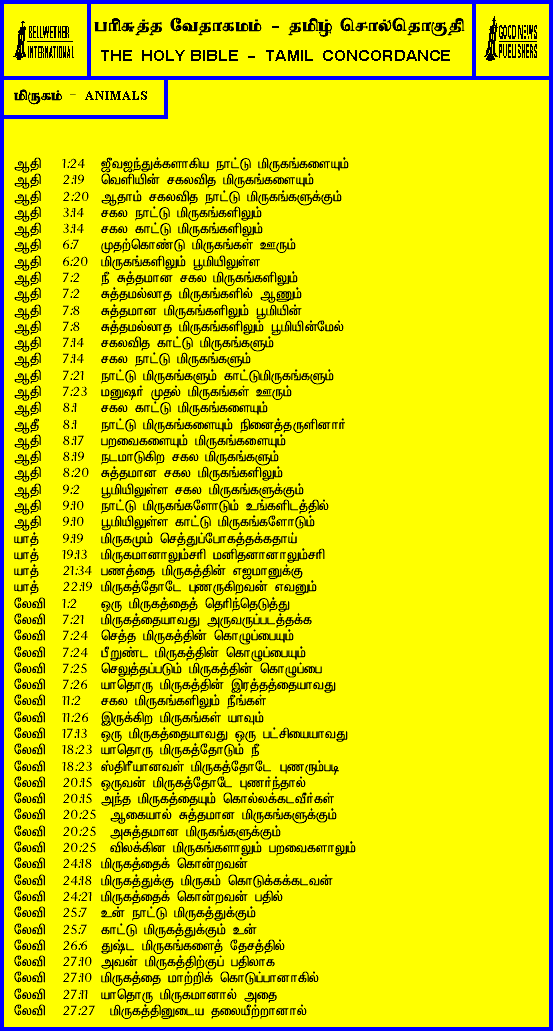 BELLWETHER
INTERNATIONAL
பரிசுத்த வேதாகமம் - தமிழ் சொல்தொகுதி
THE HOLY BIBLE - TAMIL CONCORDANCE
GOOD NEWS
PUBLISHERS
மிருகம் - ANIMALS
ஆதி 1:24 ஜீவஜந்துக்களாகிய நாட்டு மிருகங்களையும்
ஆதி 2:19 வெளியின் சகலவித மிருகங்களையும்
ஆதி 2:20 ஆதாம் சகலவித நாட்டு மிருகங்களுக்கும்
ஆதி 3:14 சகல நாட்டு மிருகங்களிலும்
ஆதி 3:14 சகல காட்டு மிருகங்களிலும்
ஆதி 6:7 முதற்கொண்டு மிருகங்கள் ஊரும்
ஆதி 6:20 மிருகங்களிலும் பூமியிலுள்ள
ஆதி 7:2 நீ சுத்தமான சகல மிருகங்களிலும்
ஆதி 7:2 சுத்தமல்லாத மிருகங்களில் ஆணும்
ஆதி 7:8 சுத்தமான மிருகங்களிலும் பூமியின்
ஆதி 7:8 சுத்தமல்லாத மிருகங்களிலும் பூமியின்மேல்
ஆதி 7:14 சகலவித காட்டு மிருகங்களும்
ஆதி 7:14 சகல நாட்டு மிருகங்களும்
ஆதி 7:21 நாட்டு மிருகங்களும் காட்டுமிருகங்களும்
ஆதி 7:23 மனுஷர் முதல் மிருகங்கள் ஊரும்
ஆதி 8:1 சகல காட்டு மிருகங்களையும்
ஆதீ 8:1 நாட்டு மிருகங்களையும் நினைத்தருளினார்
ஆதி 8:17 பறவைகளையும் மிருகங்களையும்
ஆதி 8:19 நடமாடுகிற சகல மிருகங்களும்
ஆதி 8:20 சுத்தமான சகல மிருகங்களிலும்
ஆதி 9:2 பூமியிலுள்ள சகல மிருகங்களுக்கும்
ஆதி 9:10 நாட்டு மிருகங்களோடும் உங்களிடத்தில்
ஆதி 9:10 பூமியிலுள்ள காட்டு மிருகங்களோடும்
யாத் 9:19 மிருகமும் செத்துப்போகத்தக்கதாய்
யாத் 19:13 மிருகமானாலும்சரி மனிதனானாலும்சரி
யாத் 21:34 பணத்தை மிருகத்தின் எஜமானுக்கு
யாத் 22:19 மிருகத்தோடே புணருகிறவன் எவனும்
லேவி 1:2 ஒரு மிருகத்தைத் தெரிந்தெடுத்து
லேவி 7:21 மிருகத்தையாவது அருவருப்படத்தக்க
லேவி 7:24 செத்த மிருகத்தின் கொழுப்பையும்
லேவி 7:24 பீறுண்ட மிருகத்தின் கொழுப்பையும்
லேவி 7:25 செலுத்தப்படும் மிருகத்தின் கொழுப்பை
லேவி 7:26 யாதொரு மிருகத்தின் இரத்தத்தையாவது
லேவி 11:2 சகல மிருகங்களிலும் நீங்கள்
லேவி 11:26 இருக்கிற மிருகங்கள் யாவும்
லேவி 17:13 ஒரு மிருகத்தையாவது ஒரு பட்சியையாவது
லேவி 18:23 யாதொரு மிருகத்தோடும் நீ
லேவி 18:23 ஸ்திரீயானவள் மிருகத்தோடே புணரும்படி
லேவி 20:15 ஒருவன் மிருகத்தோடே புணர்ந்தால்
லேவி 20:15 அந்த மிருகத்தையும் கொல்லக்கடவீர்கள்
லேவி 20:25 ஆகையால் சுத்தமான மிருகங்களுக்கும்
லேவி 20:25 அசுத்தமான மிருகங்களுக்கும்
லேவி 20:25 விலக்கின மிருகங்களாலும் பறவைகளாலும்
லேவி 24:18 மிருகத்தைக் கொன்றவன்
லேவி 24:18 மிருகத்துக்கு மிருகம் கொடுக்கக்கடவன்
லேவி 24:21 மிருகத்தைக் கொன்றவன் பதில்
லேவி 25:7 உன் நாட்டு மிருகத்துக்கும்
லேவி 25:7 காட்டு மிருகத்துக்கும் உன்
லேவி 26:6 துஷ்ட மிருகங்களைத் தேசத்தில்
லேவி 27:10 அவன் மிருகத்திற்குப் பதிலாக
லேவி 27:10 மிருகத்தை மாற்றிக் கொடுப்பானாகில்
லேவி 27:11 யாதொரு மிருகமானால் அதை
லேவி 27:27 மிருகத்தினுடைய தலையீற்றானால்